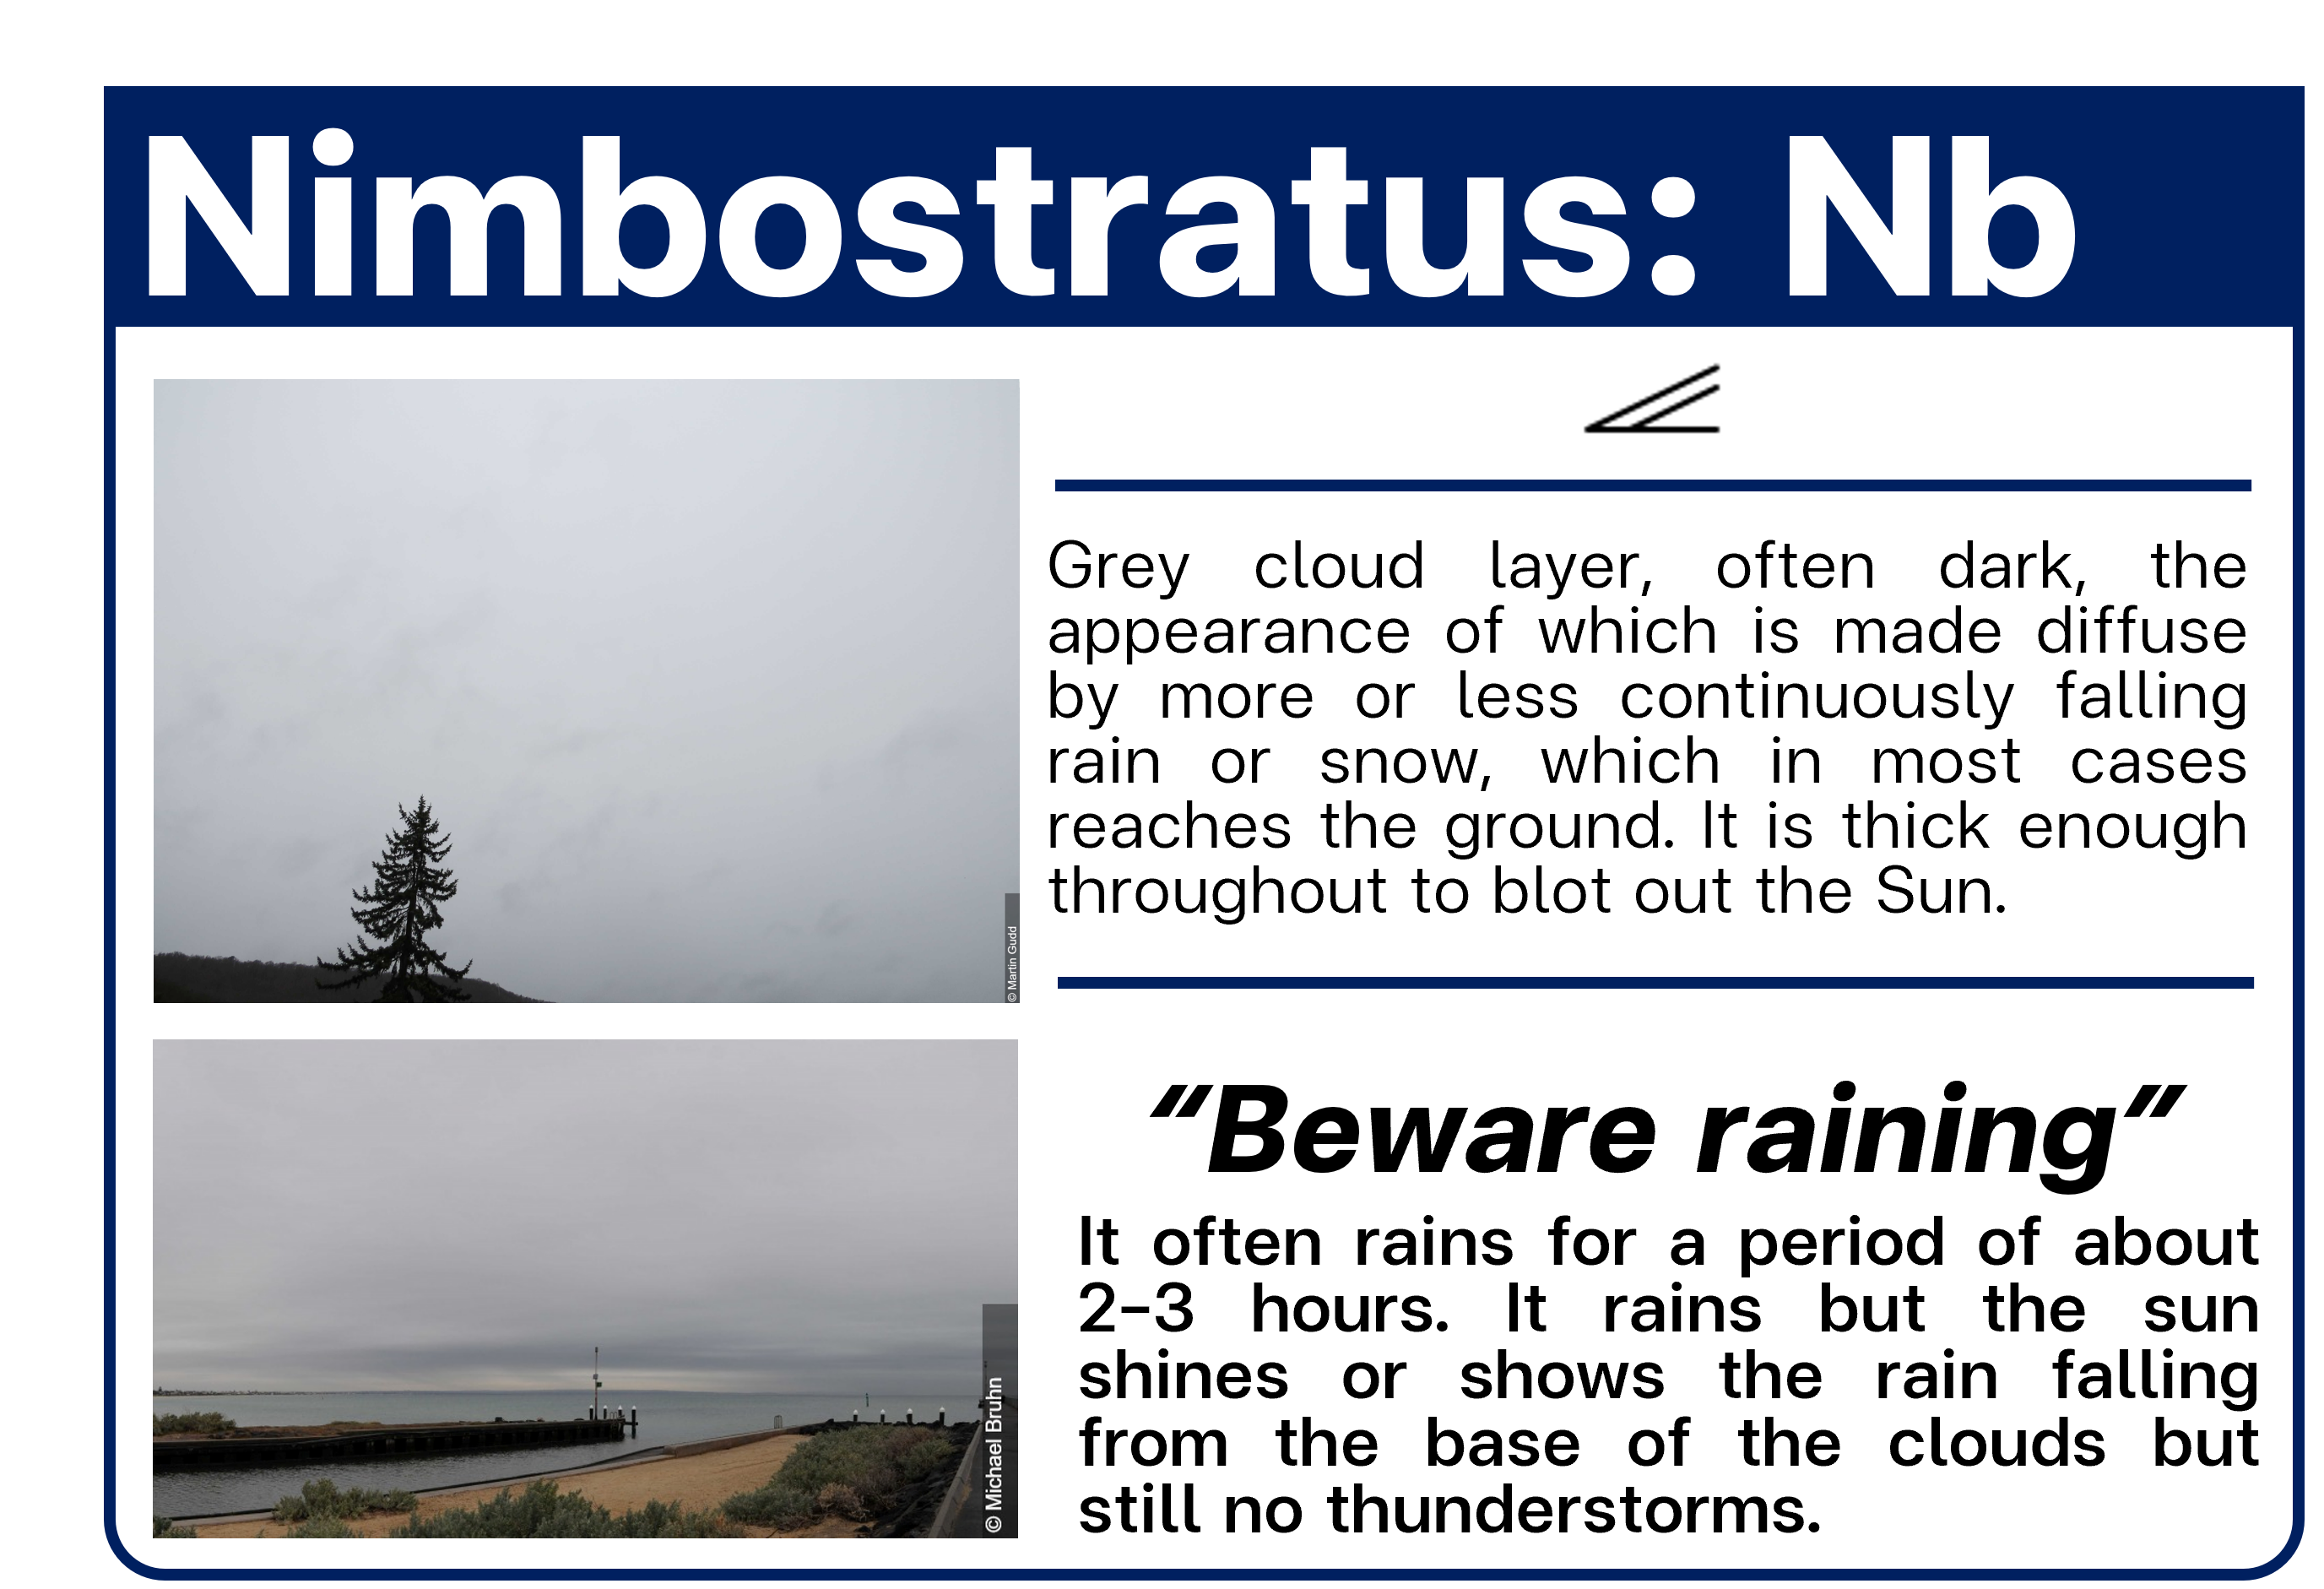 Nimbostratus: Nb
Grey cloud layer, often dark, the
appearance of which is made diffuse
by more or less continuously falling
rain or snow, which in most cases
reaches the ground. It is thick enough
throughout to blot out the Sun.
© Martin Gudd
"Beware raining"
It often rains for a period of about
2-3 hours. It rains but the sun
shines or shows the rain falling
from the base of the clouds but
still no thunderstorms.
© Michael Bruhn